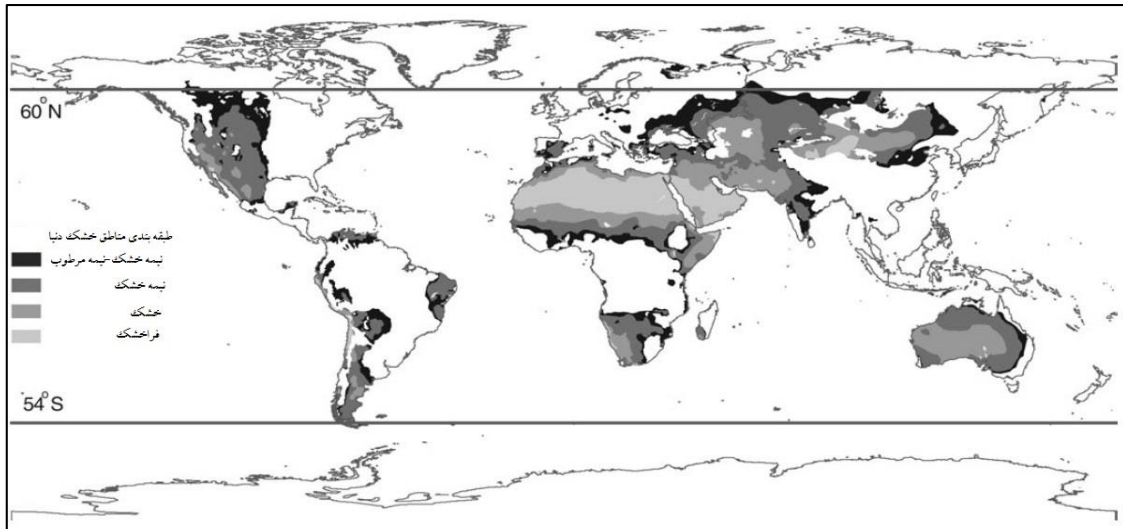 60°N
طبقه بندی مناطق خشک دنیا
نیمه خشک-نیمه مرطوب
نیمه خشک
خشک
فراخشک
54°S